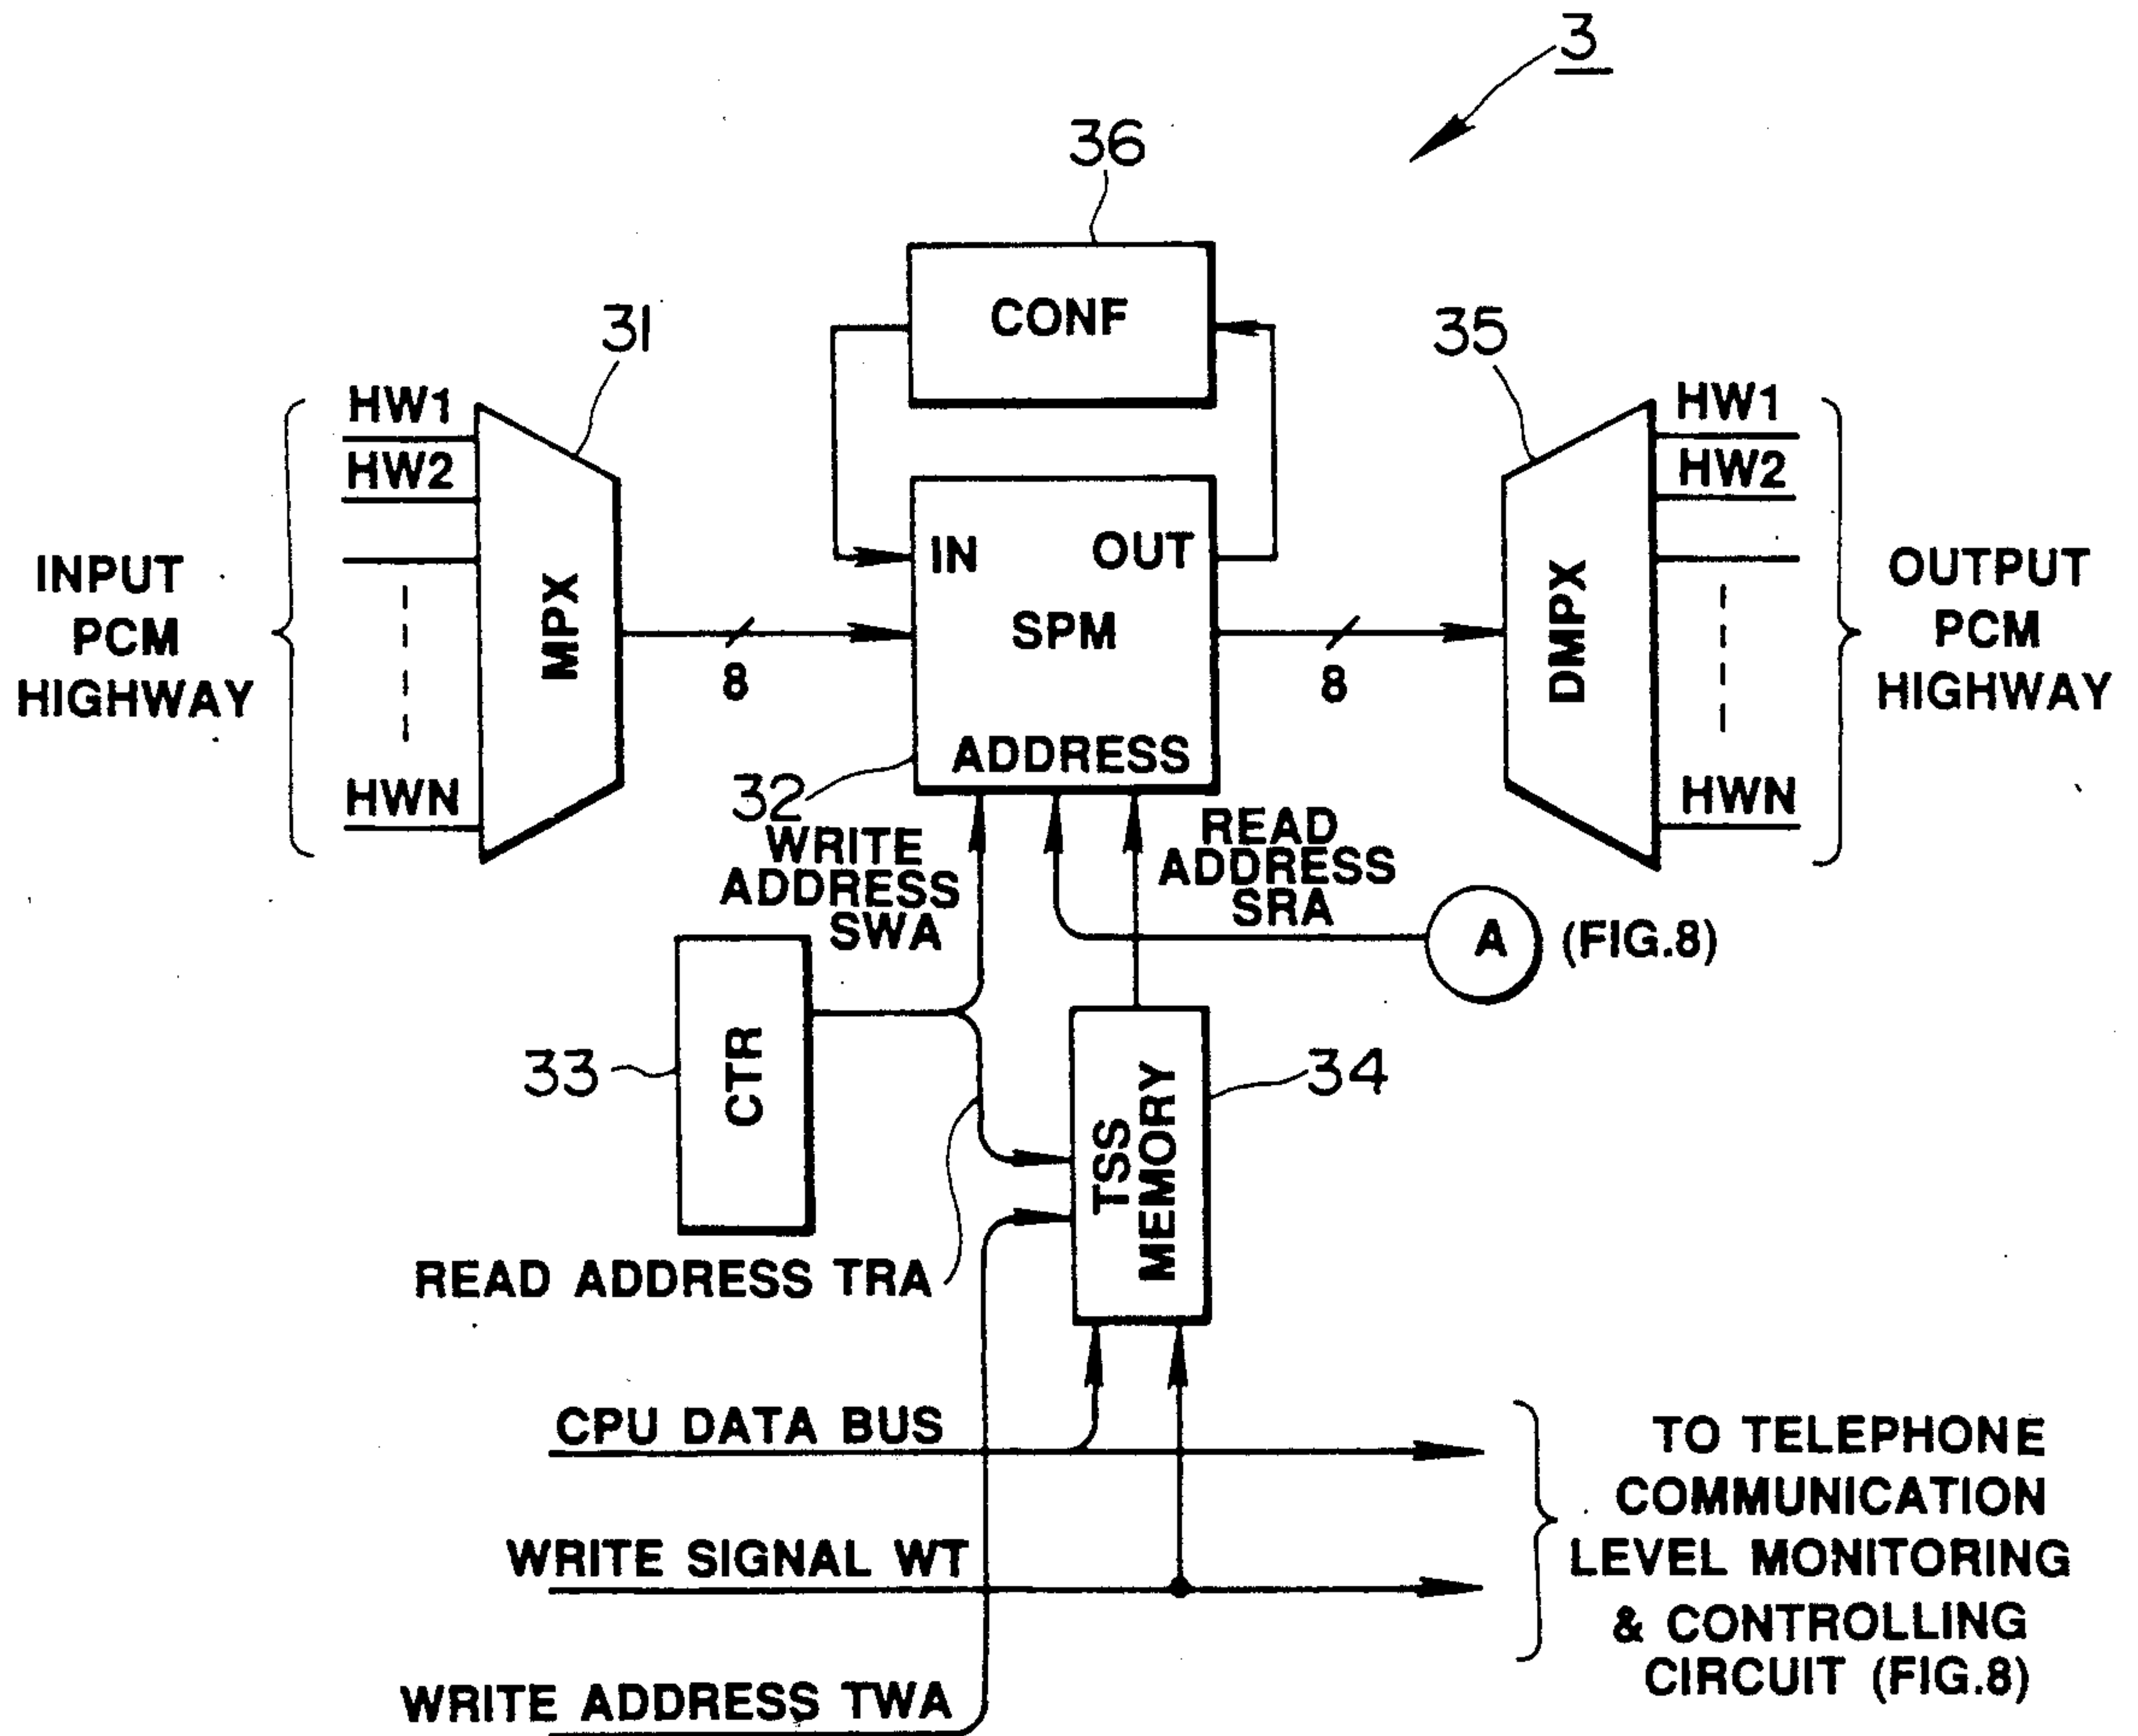 3
36
CONF
31
35
HW1
HW2
HWN
INPUT
PCM
HIGHWAY
MPX
8
IN
OUT
SPM
ADDRESS
32
8
DMPX
HW1
HW2
HWN
OUTPUT
PCM
HIGHWAY
WRITE
ADDRESS
SWA
READ
ADDRESS
SRA
A
(FIG.8)
33
CTR
34
TSS
MEMORY
READ ADDRESS TRA
CPU DATA BUS
WRITE SIGNAL WT
WRITE ADDRESS TWA
TO TELEPHONE
COMMUNICATION
LEVEL MONITORING
& CONTROLLING
CIRCUIT (FIG.8)